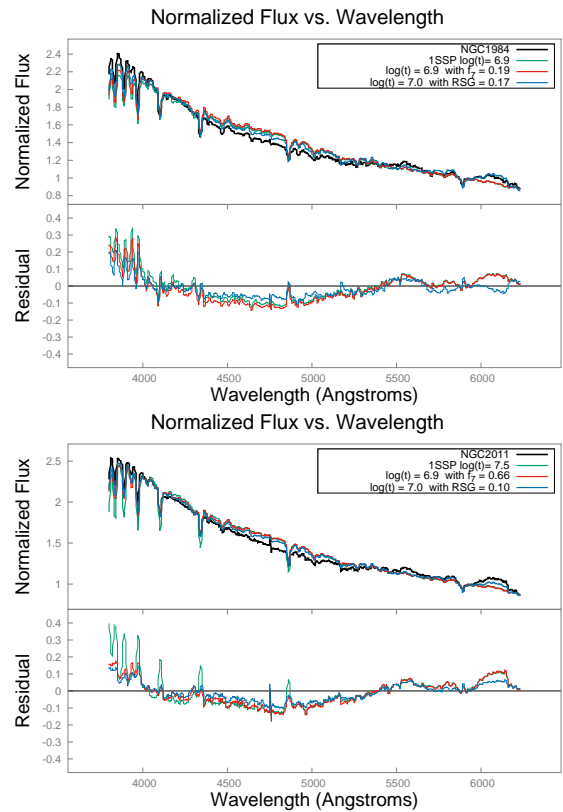 Normalized Flux vs. Wavelength
Normalized Flux
2.4
2.2
2
1.8
1.6
1.4
1.2
1
0.8
NGC1984
1SSP log(t)= 6.9
log(t) = 6.9 with f7 = 0.19
log(t) = 7.0 with RSG = 0.17
Residual
0.4
0.3
0.2
0.1
0
-0.1
-0.2
-0.3
-0.4
4000 4500 5000 5500 6000
Wavelength (Angstroms)
Normalized Flux vs. Wavelength
Normalized Flux
2.5
2
1.5
1
NGC2011
1SSP log(t)= 7.5
log(t) = 6.9 with f7 = 0.66
log(t) = 7.0 with RSG = 0.10
Residual
0.4
0.3
0.2
0.1
0
-0.1
-0.2
-0.3
-0.4
4000 4500 5000 5500 6000
Wavelength (Angstroms)